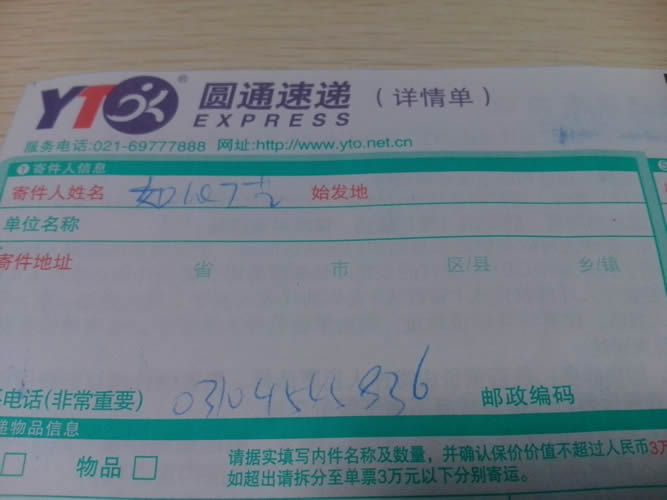 YTO® 圆通速递 (详情单)
EXPRESS
服务电话:021-69777888 网址:http://www.yto.net.cn
❶寄件人信息
寄件人姓名 始发地
单位名称
寄件地址 省 市 区/县 乡/镇
电话(非常重要) 03104545836 邮政编码
递物品信息
物品 请据实填写内件名称及数量,并确认保价价值不超过人民币3万
如超出请拆分至单票3万元以下分别寄运。